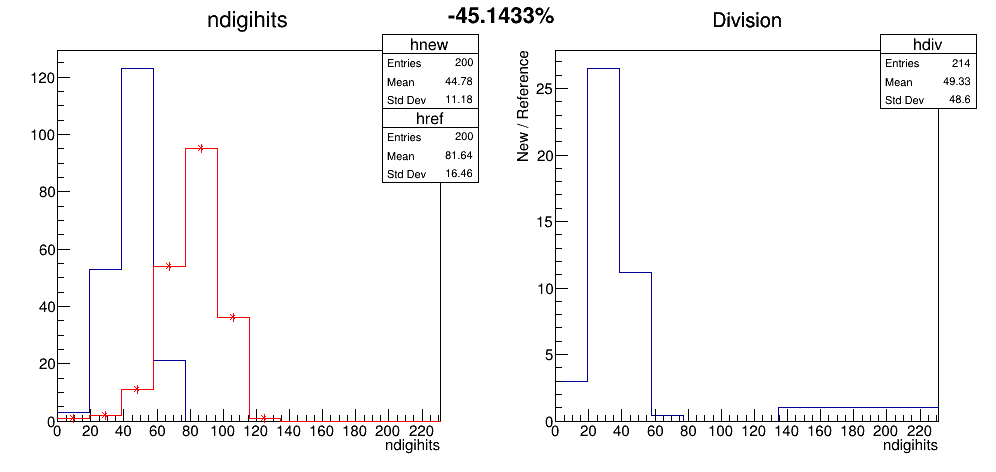 -45.1433%
ndigihits
hnew
Entries 200
Mean 44.78
Std Dev 11.18
href
Entries 200
Mean 81.64
Std Dev 16.46
120
100
80
60
40
20
0
0 20 40 60 80 100 120 140 160 180 200 220
ndigihits
Division
hdiv
Entries 214
Mean 49.33
Std Dev 48.6
New / Reference
25
20
15
10
5
0
0 20 40 60 80 100 120 140 160 180 200 220
ndigihits